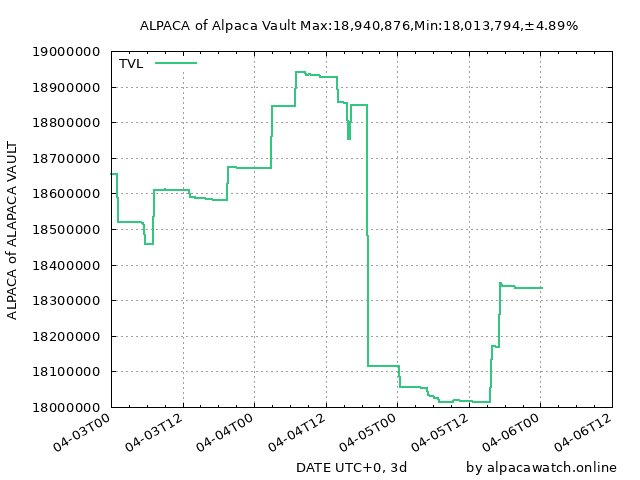 ALPACA of Alpaca Vault Max:18,940,876,Min:18,013,794,±4.89%
TVL
ALPACA of ALAPACA VAULT
19000000
18900000
18800000
18700000
18600000
18500000
18400000
18300000
18200000
18100000
18000000
04-03T00
04-03T12
04-04T00
04-04T12
04-05T00
04-05T12
04-06T00
04-06T12
DATE UTC+0, 3d
by alpacawatch.online